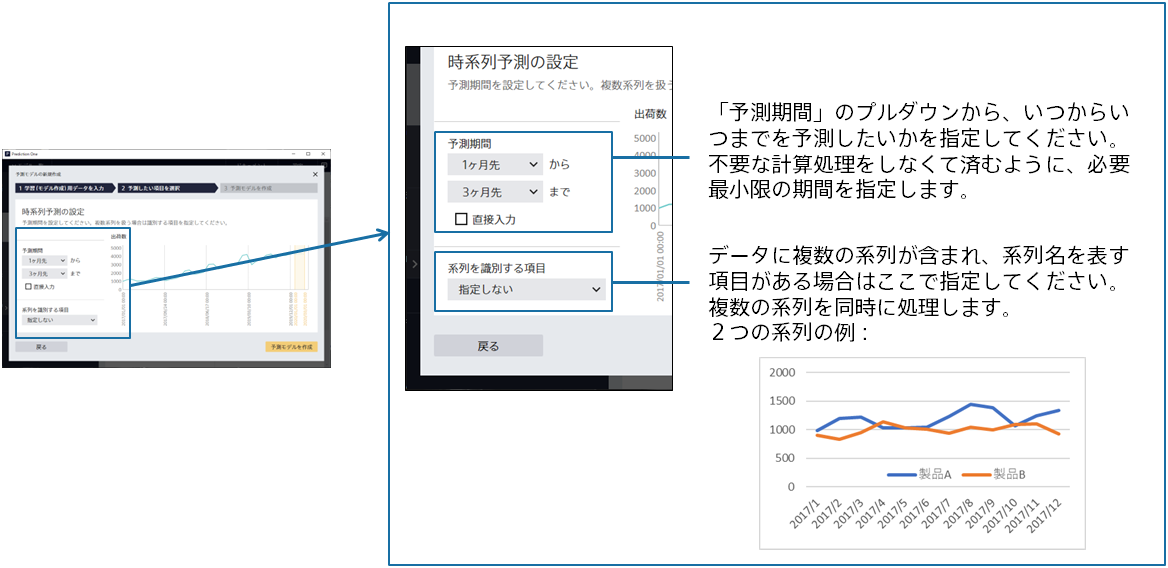 Prediction One
予測モデルの新規作成
1 学習(モデル作成)用データを入力
2 予測したい項目を選択
3 予測モデルを作成
時系列予測の設定
予測期間を設定してください。複数系列を扱う場合は識別する項目を指定してください。
予測期間
1ヶ月先 から
3ヶ月先 まで
直接入力
系列を識別する項目
指定しない
出荷数
5000
4000
3000
2000
1000
0
戻る
予測モデルを作成
時系列予測の設定
予測期間を設定してください。複数系列を扱う
出荷数
予測期間
1ヶ月先 から
3ヶ月先 まで
直接入力
5000
4000
3000
2000
1000
0
2017/01/01 00:00
系列を識別する項目
指定しない
戻る
「予測期間」のプルダウンから、いつからい
つまでを予測したいかを指定してください。
不要な計算処理をしなくて済むように、必要
最小限の期間を指定します。
データに複数の系列が含まれ、系列名を表す
項目がある場合はここで指定してください。
複数の系列を同時に処理します。
２つの系列の例：
2000
1500
1000
500
0
製品A 製品B
2017/1
2017/2
2017/3
2017/4
2017/5
2017/6
2017/7
2017/8
2017/9
2017/10
2017/11
2017/12